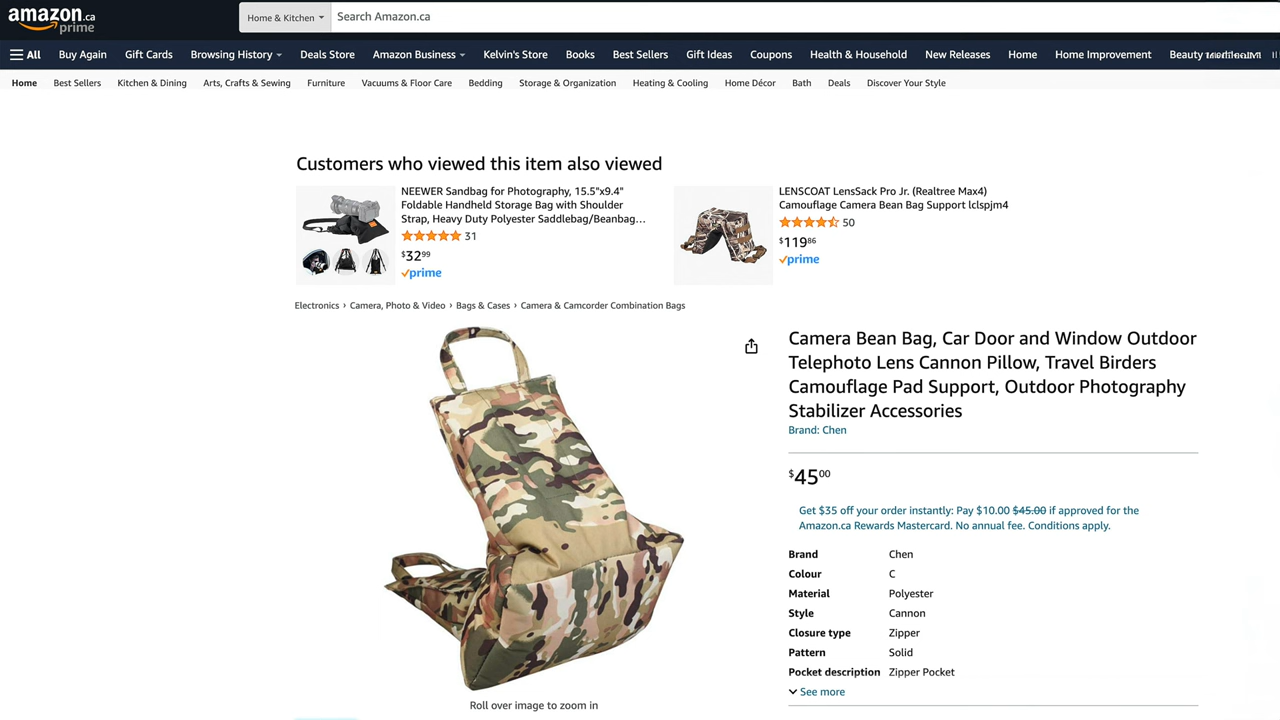 amazon.ca
prime
Home & Kitchen
Search Amazon.ca
All Buy Again Gift Cards Browsing History Deals Store Amazon Business Kelvin's Store Books Best Sellers Gift Ideas Coupons Health & Household New Releases Home Home Improvement Beauty
Home Best Sellers Kitchen & Dining Arts, Crafts & Sewing Furniture Vacuums & Floor Care Bedding Storage & Organization Heating & Cooling Home Décor Bath Deals Discover Your Style
Customers who viewed this item also viewed
NEEWER Sandbag for Photography, 15.5"x9.4"
Foldable Handheld Storage Bag with Shoulder
Strap, Heavy Duty Polyester Saddlebag/Beanbag…
31
$3299
prime
LENSCOAT LensSack Pro Jr. (Realtree Max4)
Camouflage Camera Bean Bag Support lclspjm4
50
$11986
prime
Electronics › Camera, Photo & Video › Bags & Cases › Camera & Camcorder Combination Bags
Camera Bean Bag, Car Door and Window Outdoor
Telephoto Lens Cannon Pillow, Travel Birders
Camouflage Pad Support, Outdoor Photography
Stabilizer Accessories
Brand: Chen
$4500
Get $35 off your order instantly: Pay $10.00 $45.00 if approved for the
Amazon.ca Rewards Mastercard. No annual fee. Conditions apply.
Brand Chen
Colour C
Material Polyester
Style Cannon
Closure type Zipper
Pattern Solid
Pocket description Zipper Pocket
See more
Roll over image to zoom in